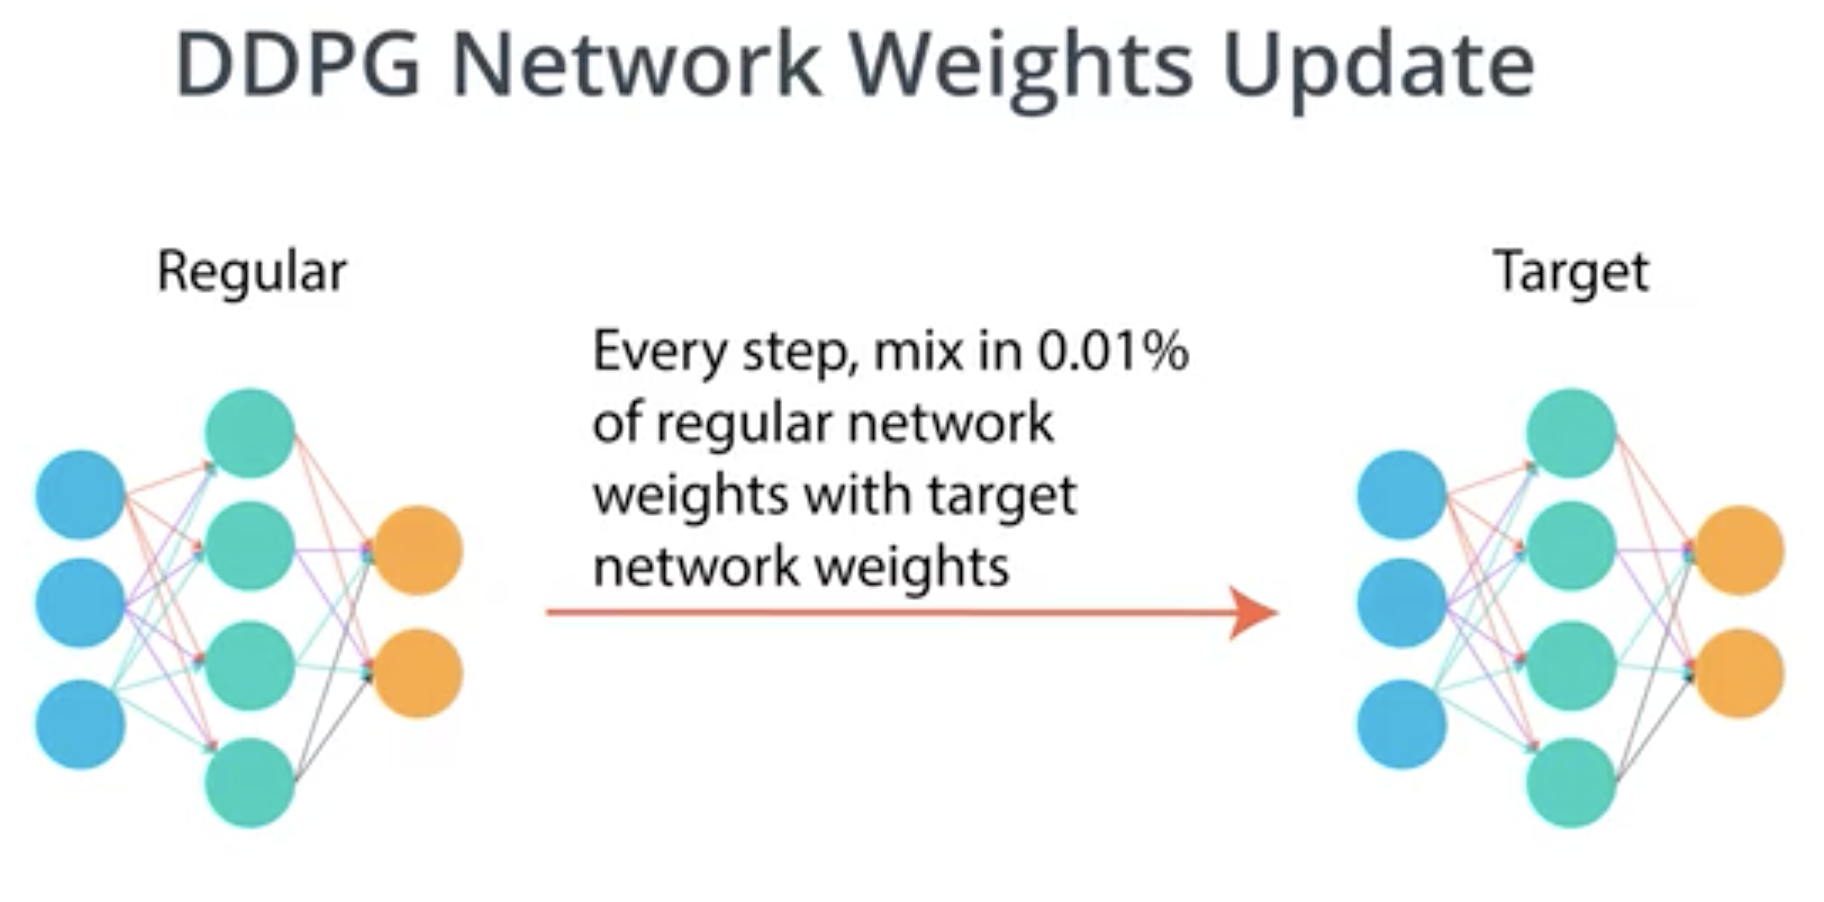 DDPG Network Weights Update
Regular
Target
Every step, mix in 0.01%
of regular network
weights with target
network weights